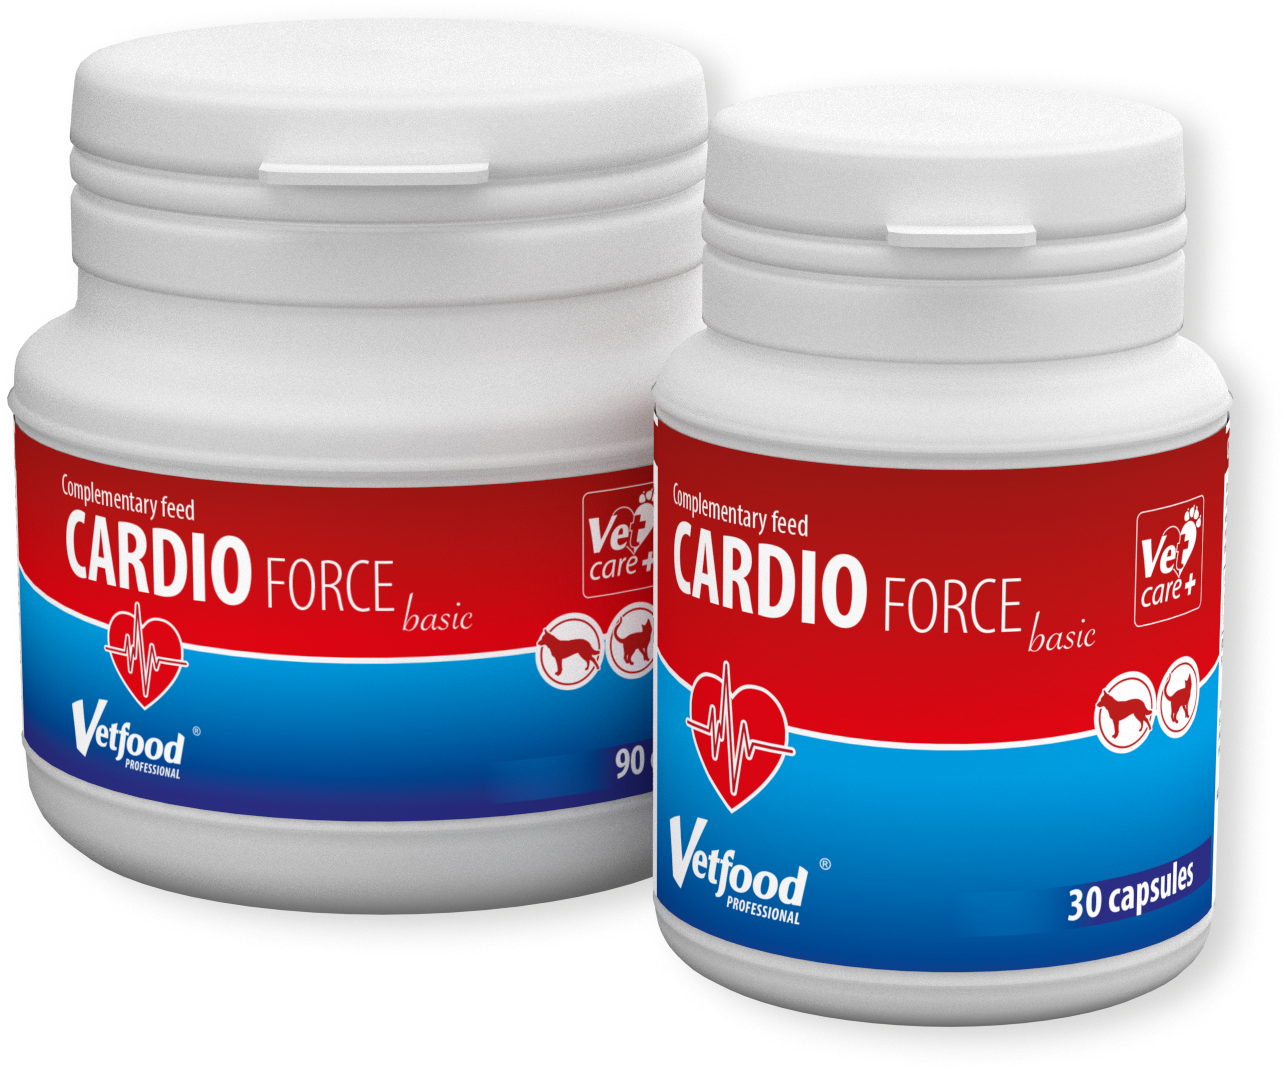 Complementary feed
CARDIO FORCE basic
Vet
care +
Vetfood ®
PROFESSIONAL
90
Complementary feed
CARDIO FORCE basic
Vet
care +
Vetfood ®
PROFESSIONAL
30 capsules